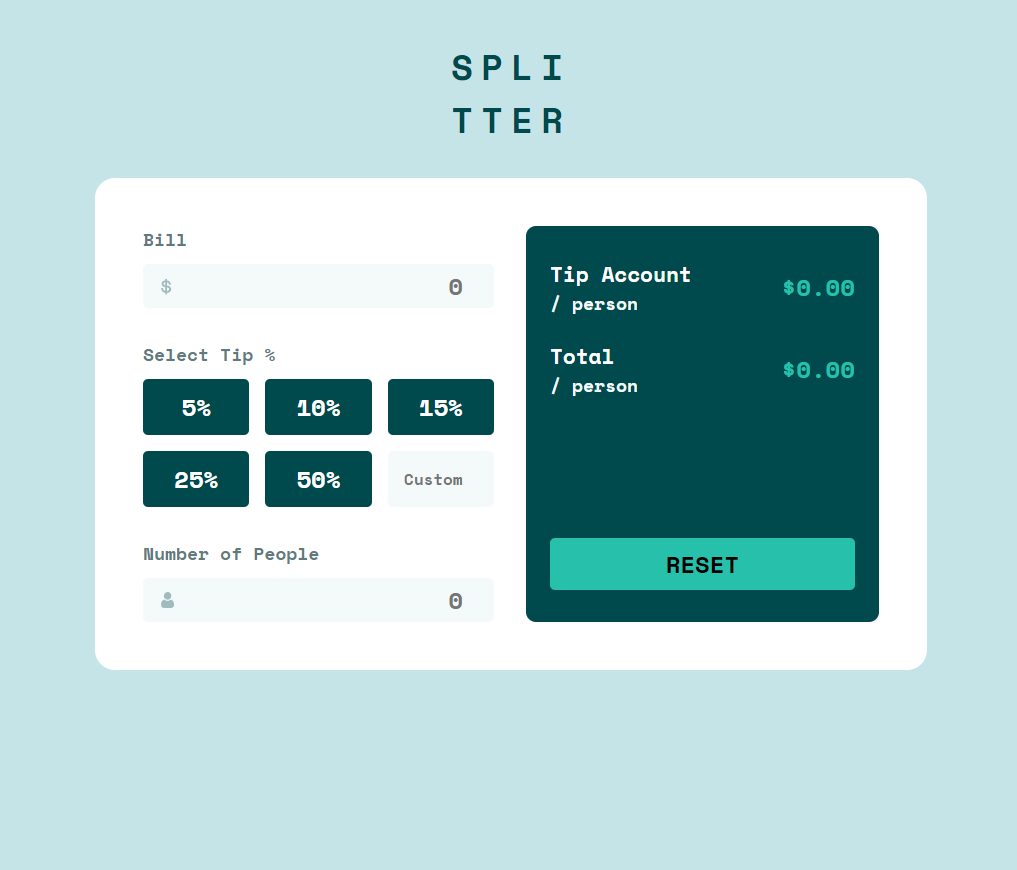 SPLI
TTER
Bill
$ 0
Select Tip %
5% 10% 15%
25% 50% Custom
Number of People
0
Tip Account
/ person
$0.00
Total
/ person
$0.00
RESET